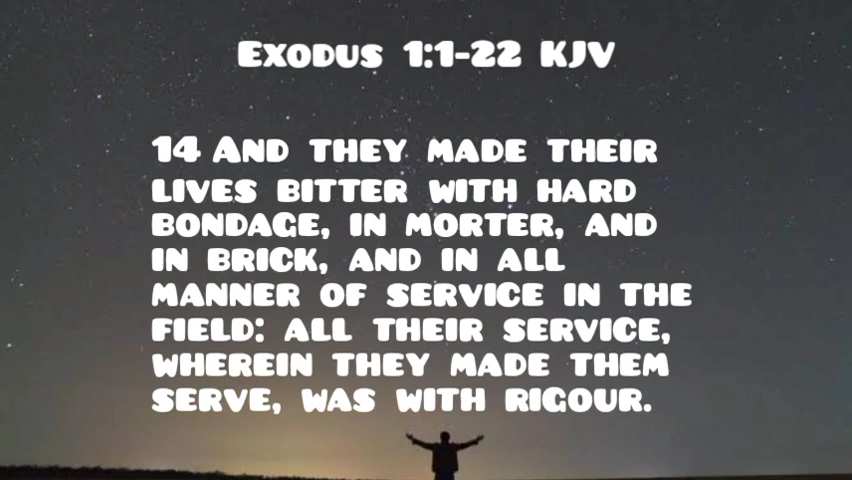 Exodus 1:1-22 KJV
14 And they made their
lives bitter with hard
bondage, in morter, and
in brick, and in all
manner of service in the
field: all their service,
wherein they made them
serve, was with rigour.